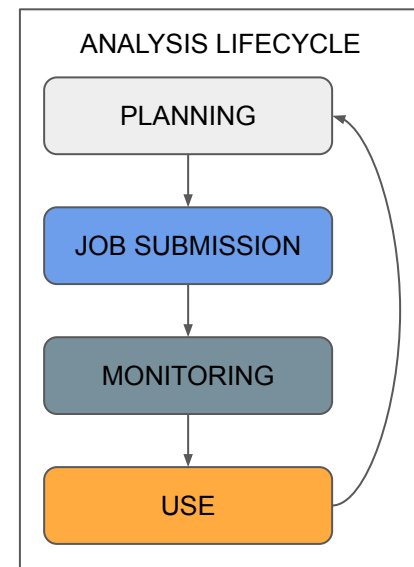 ANALYSIS LIFECYCLE
PLANNING
JOB SUBMISSION
MONITORING
USE